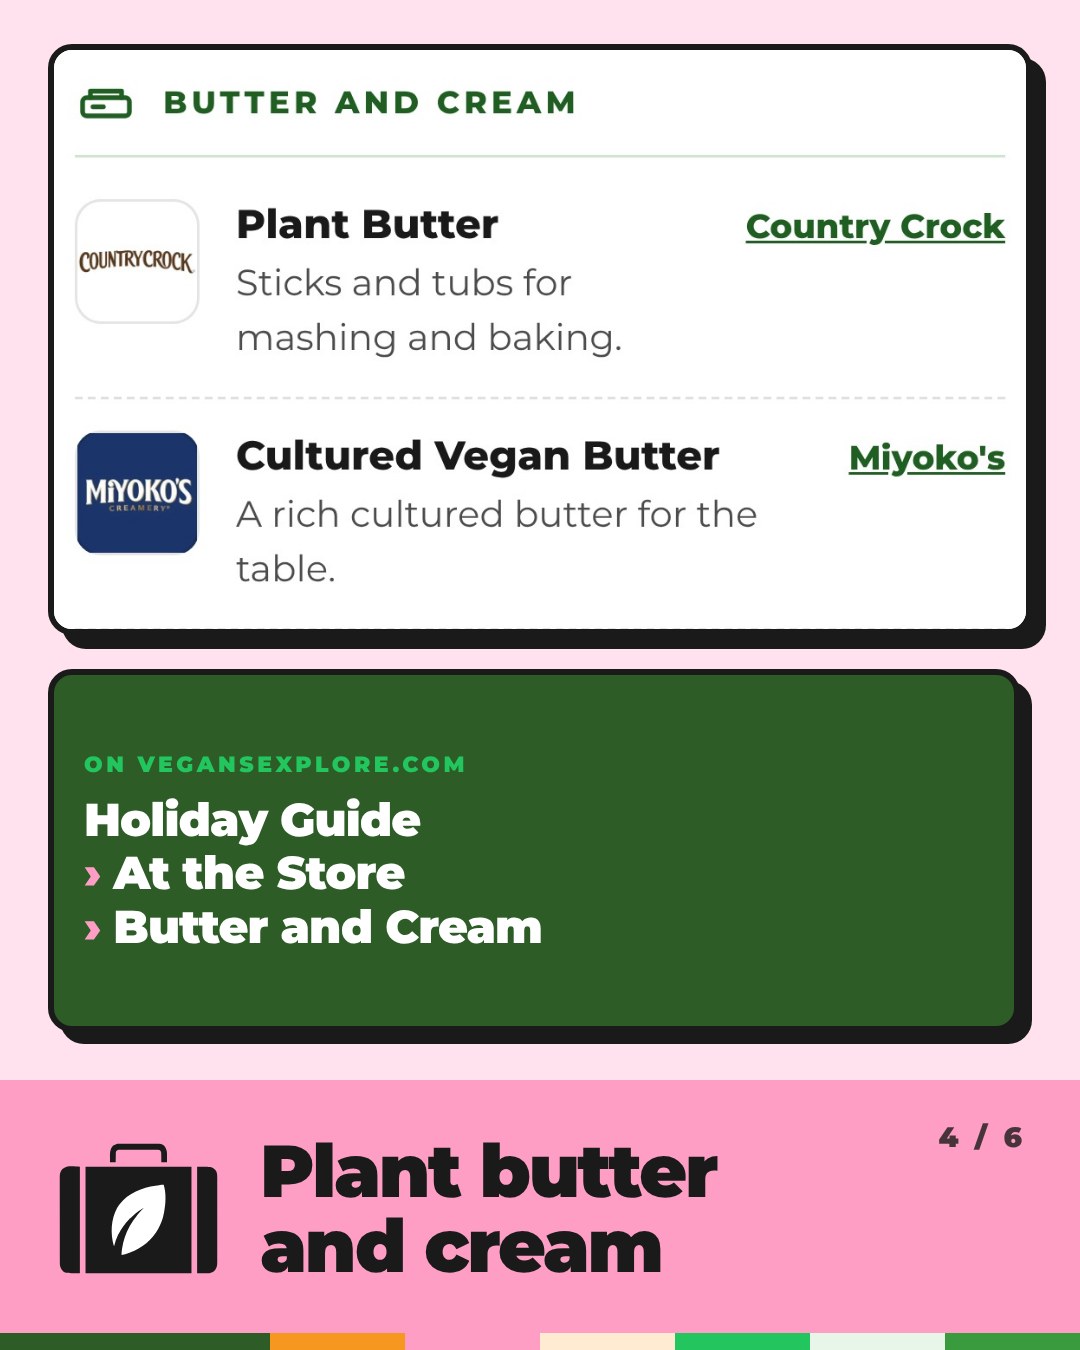 BUTTER AND CREAM
COUNTRY CROCK
Plant Butter
Country Crock
Sticks and tubs for
mashing and baking.
MiYOKO'S
CREAMERY
Cultured Vegan Butter
Miyoko's
A rich cultured butter for the
table.
ON VEGANSEXPLORE.COM
Holiday Guide
› At the Store
› Butter and Cream
4 / 6
Plant butter
and cream